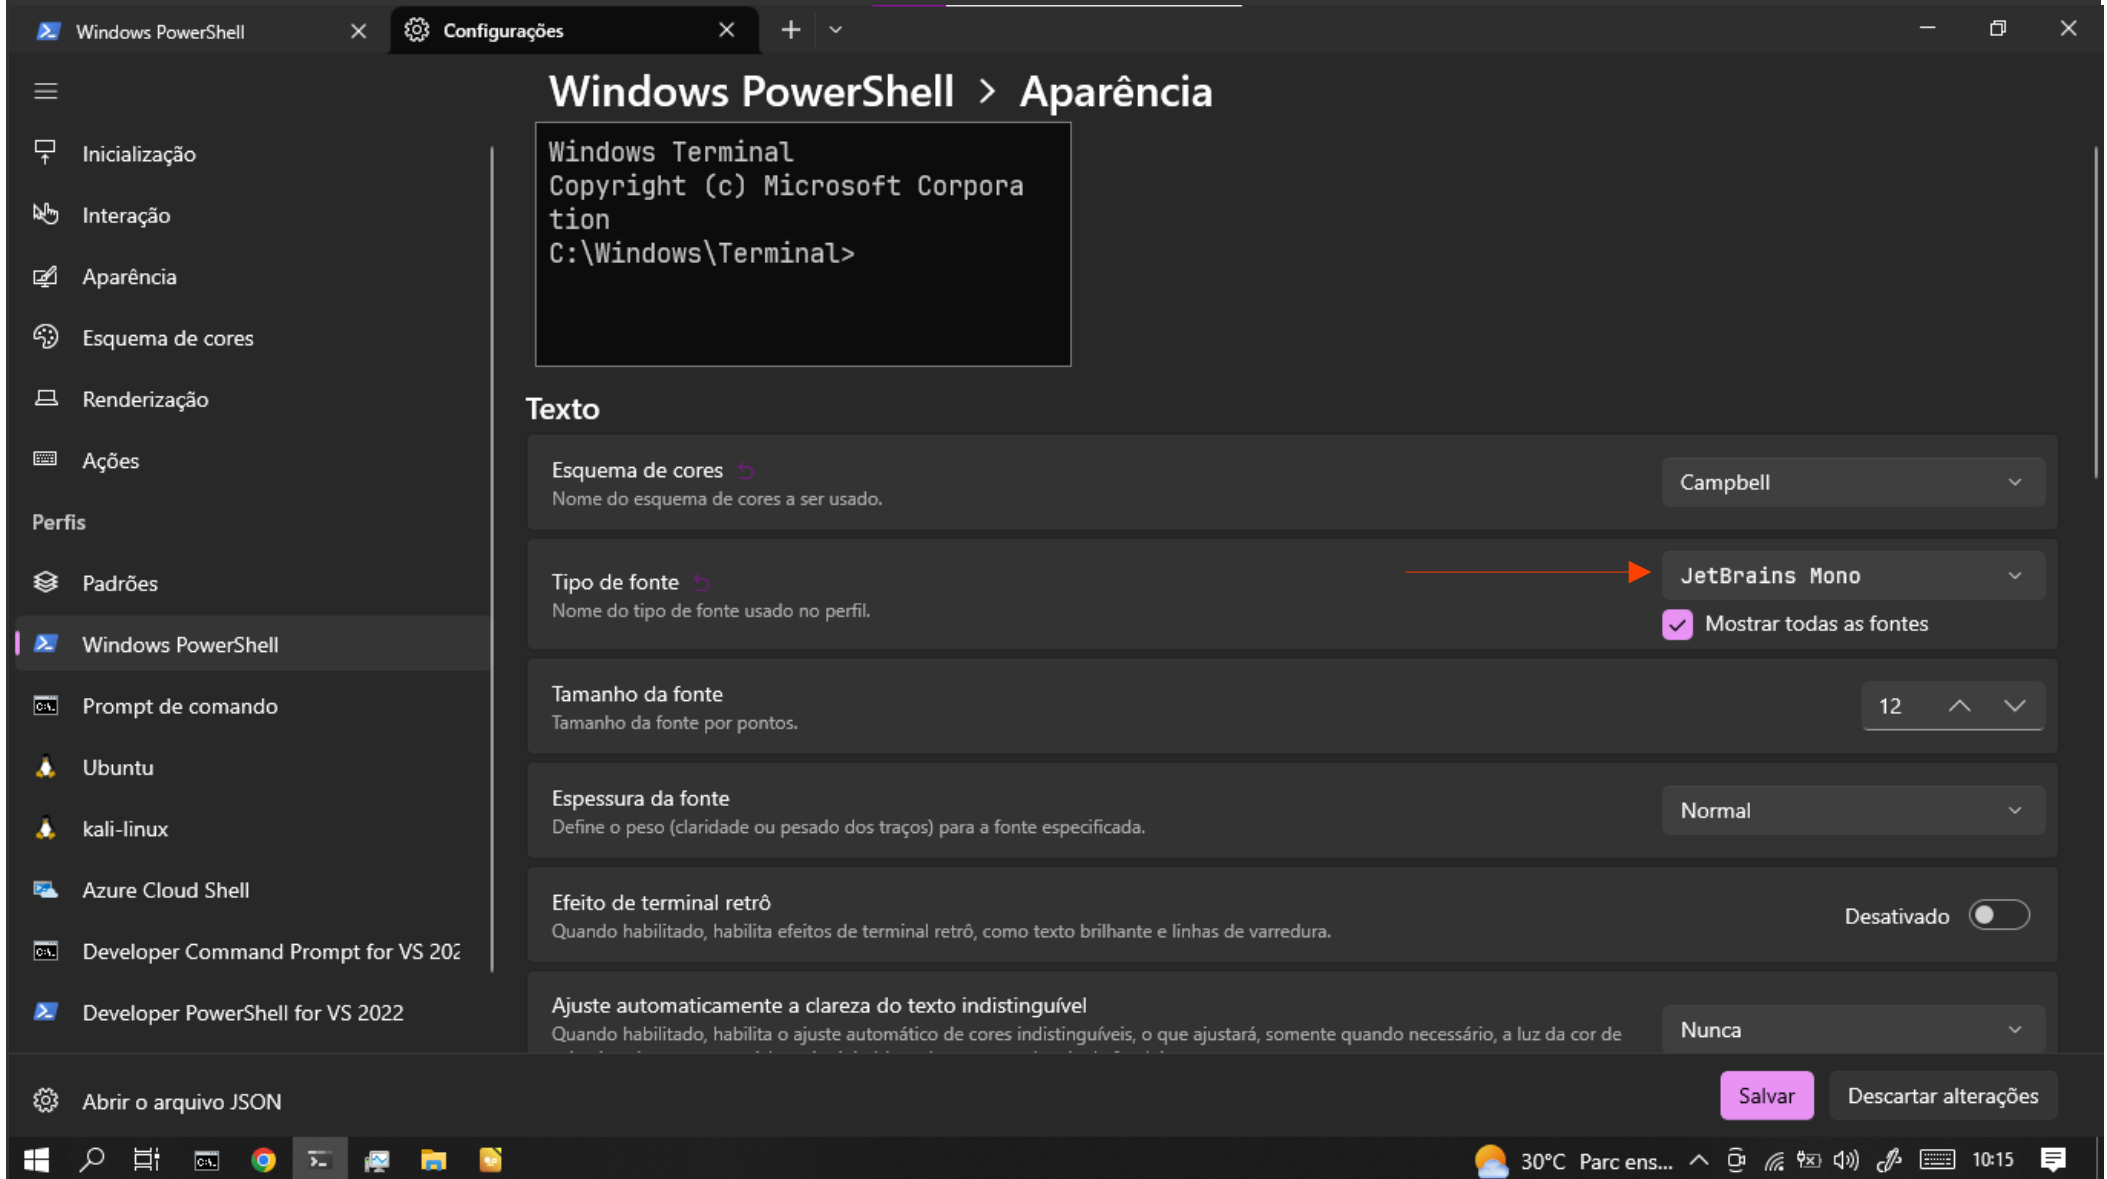 Windows PowerShell
Configurações
Windows PowerShell > Aparência
Windows Terminal
Copyright (c) Microsoft Corpora
tion
C:\Windows\Terminal>
Inicialização
Interação
Aparência
Esquema de cores
Renderização
Ações
Perfis
Padrões
Windows PowerShell
Prompt de comando
Ubuntu
kali-linux
Azure Cloud Shell
Developer Command Prompt for VS 202
Developer PowerShell for VS 2022
Abrir o arquivo JSON
Texto
Esquema de cores
Nome do esquema de cores a ser usado.
Campbell
Tipo de fonte
Nome do tipo de fonte usado no perfil.
JetBrains Mono
Mostrar todas as fontes
Tamanho da fonte
Tamanho da fonte por pontos.
12
Espessura da fonte
Define o peso (claridade ou pesado dos traços) para a fonte especificada.
Normal
Efeito de terminal retrô
Quando habilitado, habilita efeitos de terminal retrô, como texto brilhante e linhas de varredura.
Desativado
Ajuste automaticamente a clareza do texto indistinguível
Quando habilitado, habilita o ajuste automático de cores indistinguíveis, o que ajustará, somente quando necessário, a luz da cor de
Nunca
Salvar
Descartar alterações
30°C Parc ens...
10:15